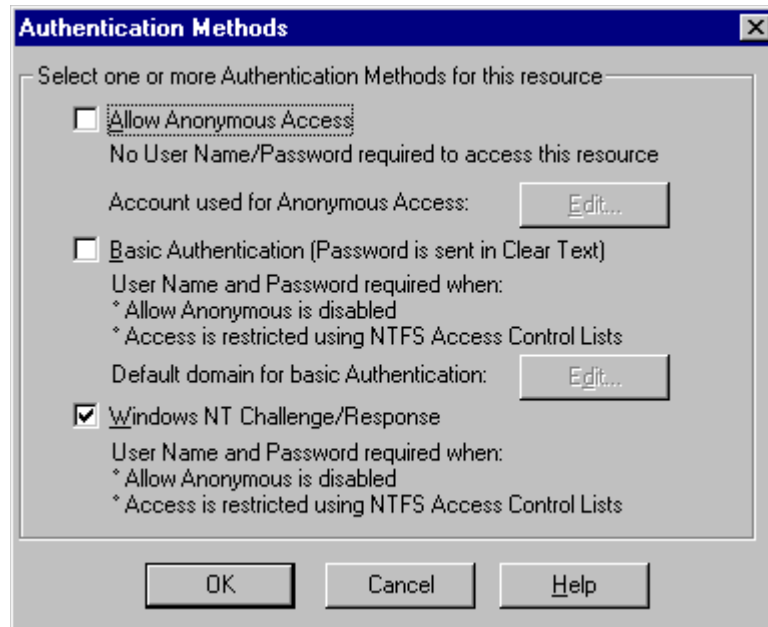 Authentication Methods
Select one or more Authentication Methods for this resource
Allow Anonymous Access
No User Name/Password required to access this resource
Account used for Anonymous Access: Edit...
Basic Authentication (Password is sent in Clear Text)
User Name and Password required when:
* Allow Anonymous is disabled
* Access is restricted using NTFS Access Control Lists
Default domain for basic Authentication: Edit...
Windows NT Challenge/Response
User Name and Password required when:
* Allow Anonymous is disabled
* Access is restricted using NTFS Access Control Lists
OK Cancel Help